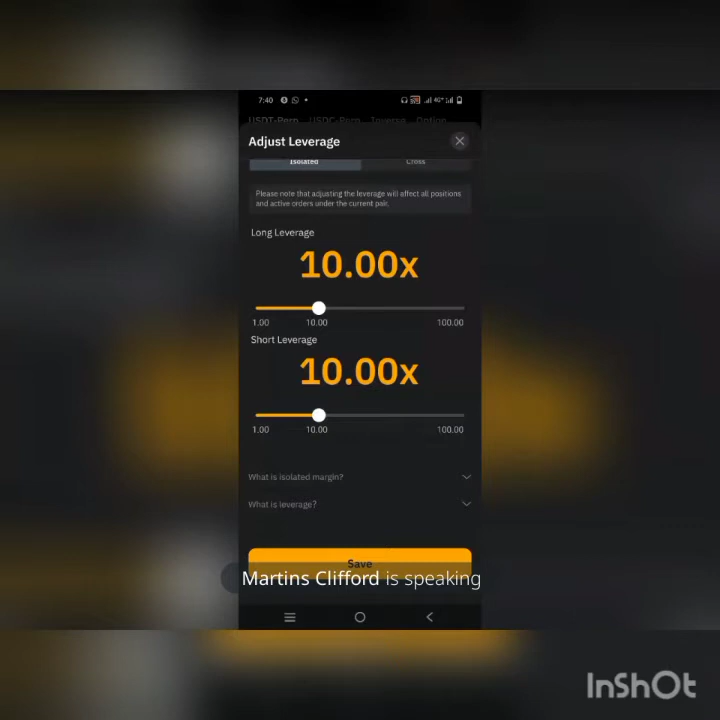 7:40
4G+
USDT-Perp USDC-Perp Inverse Option
Adjust Leverage
Isolated Cross
Please note that adjusting the leverage will affect all positions
and active orders under the current pair.
Long Leverage
10.00x
1.00 10.00 100.00
Short Leverage
10.00x
1.00 10.00 100.00
What is isolated margin?
What is leverage?
Save
Martins Clifford is speaking
InShOt